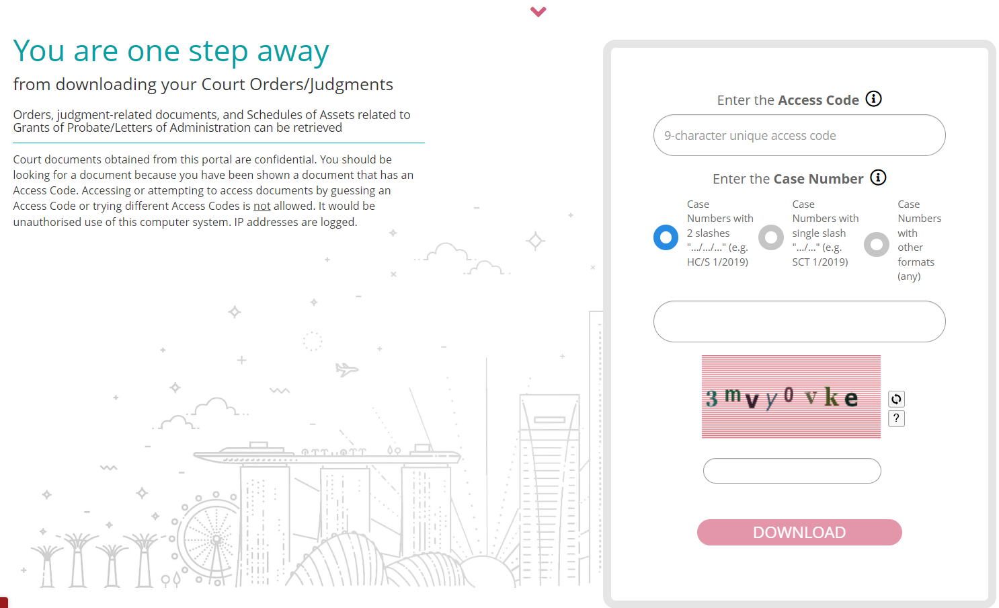 You are one step away
from downloading your Court Orders/Judgments
Orders, judgment-related documents, and Schedules of Assets related to
Grants of Probate/Letters of Administration can be retrieved
Court documents obtained from this portal are confidential. You should be
looking for a document because you have been shown a document that has an
Access Code. Accessing or attempting to access documents by guessing an
Access Code or trying different Access Codes is not allowed. It would be
unauthorised use of this computer system. IP addresses are logged.
Enter the Access Code
9-character unique access code
Enter the Case Number
Case
Numbers with
2 slashes
".../.../..." (e.g.
HC/S 1/2019)
Case
Numbers with
single slash
".../..." (e.g.
SCT 1/2019)
Case
Numbers
with
other
formats
(any)
[CAPTCHA characters intentionally not transcribed]
?
DOWNLOAD